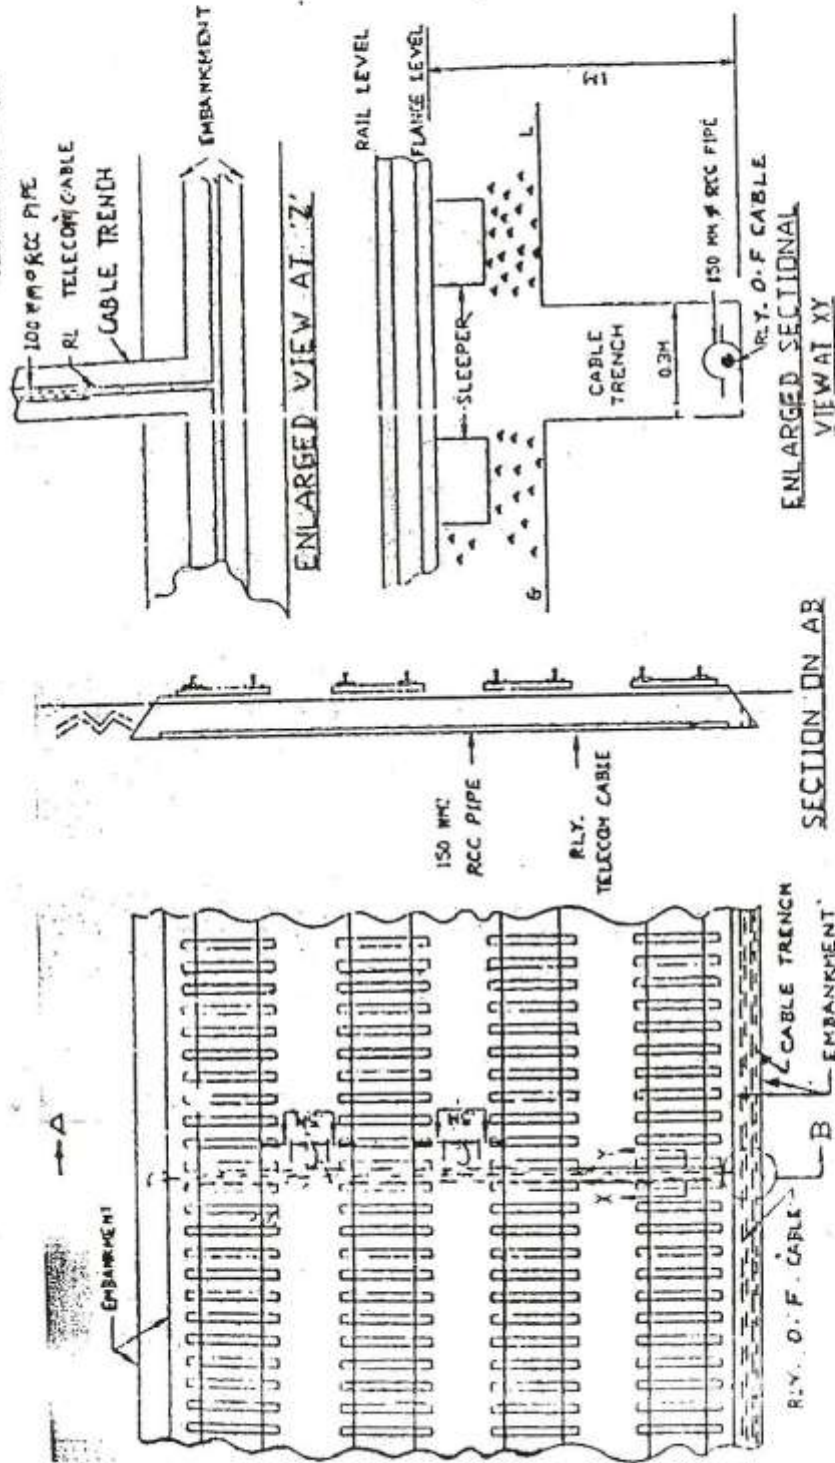 EMBANKMENT
A
X
Y
B
RLY. O.F. CABLE
CABLE TRENCH
EMBANKMENT
150 MM
RCC PIPE
RLY.
TELECOM CABLE
SECTION ON AB
100 MM RCC PIPE
RL TELECOM CABLE
CABLE TRENCH
EMBANKMENT
ENLARGED VIEW AT 'Z'
RAIL LEVEL
FLANGE LEVEL
SLEEPER
G
L
1M
CABLE
TRENCH
0.3M
150 MM ⌀ RCC PIPE
RLY. O.F CABLE
ENLARGED SECTIONAL
VIEW AT XY